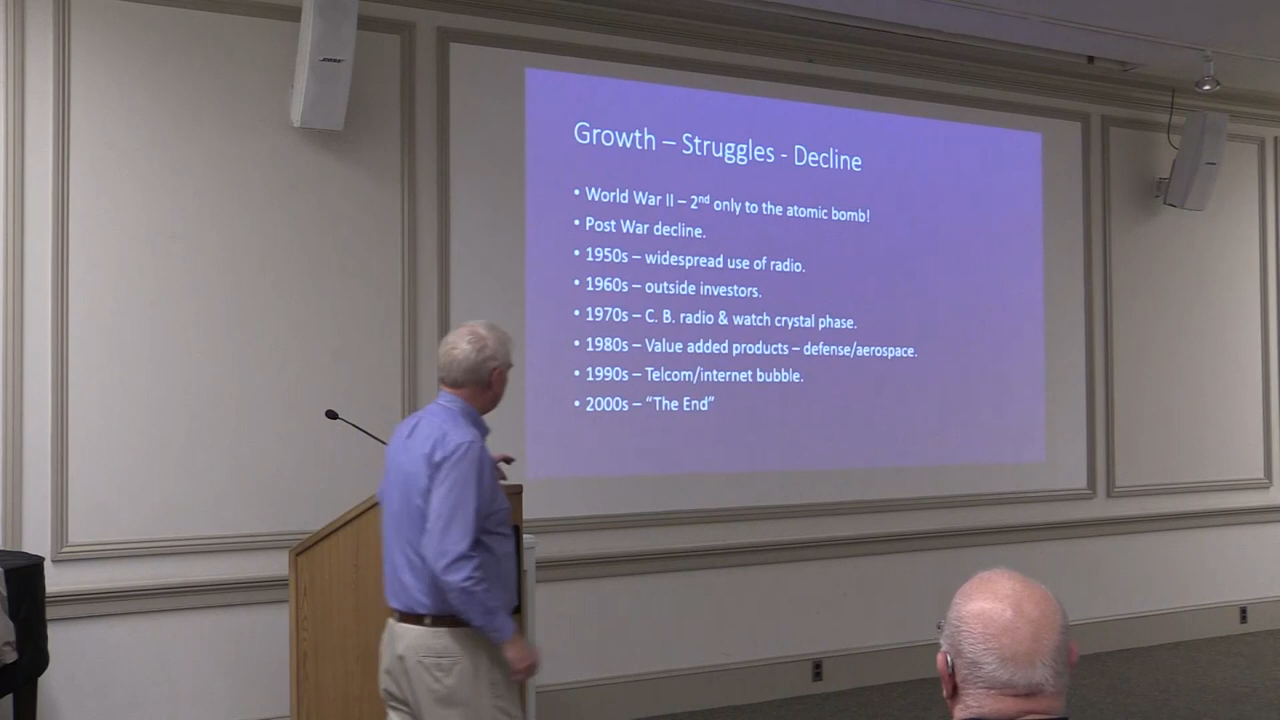 BOSE
Growth – Struggles - Decline
• World War II – 2nd only to the atomic bomb!
• Post War decline.
• 1950s – widespread use of radio.
• 1960s – outside investors.
• 1970s – C. B. radio & watch crystal phase.
• 1980s – Value added products – defense/aerospace.
• 1990s – Telcom/internet bubble.
• 2000s – “The End”